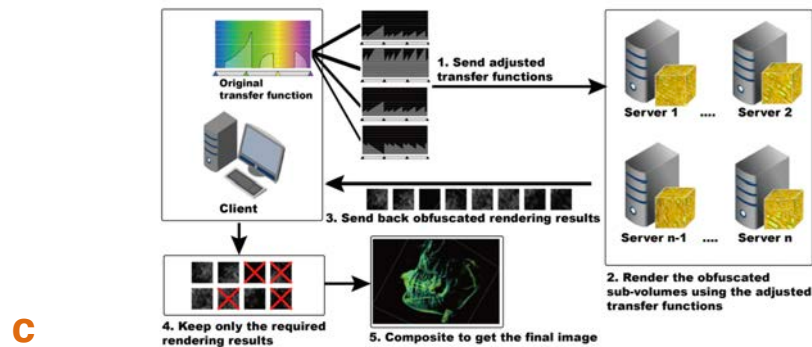 Original
transfer function
Client
1. Send adjusted
transfer functions
Server 1 .... Server 2
Server n-1 .... Server n
2. Render the obfuscated
sub-volumes using the adjusted
transfer functions
3. Send back obfuscated rendering results
4. Keep only the required
rendering results
5. Composite to get the final image
C